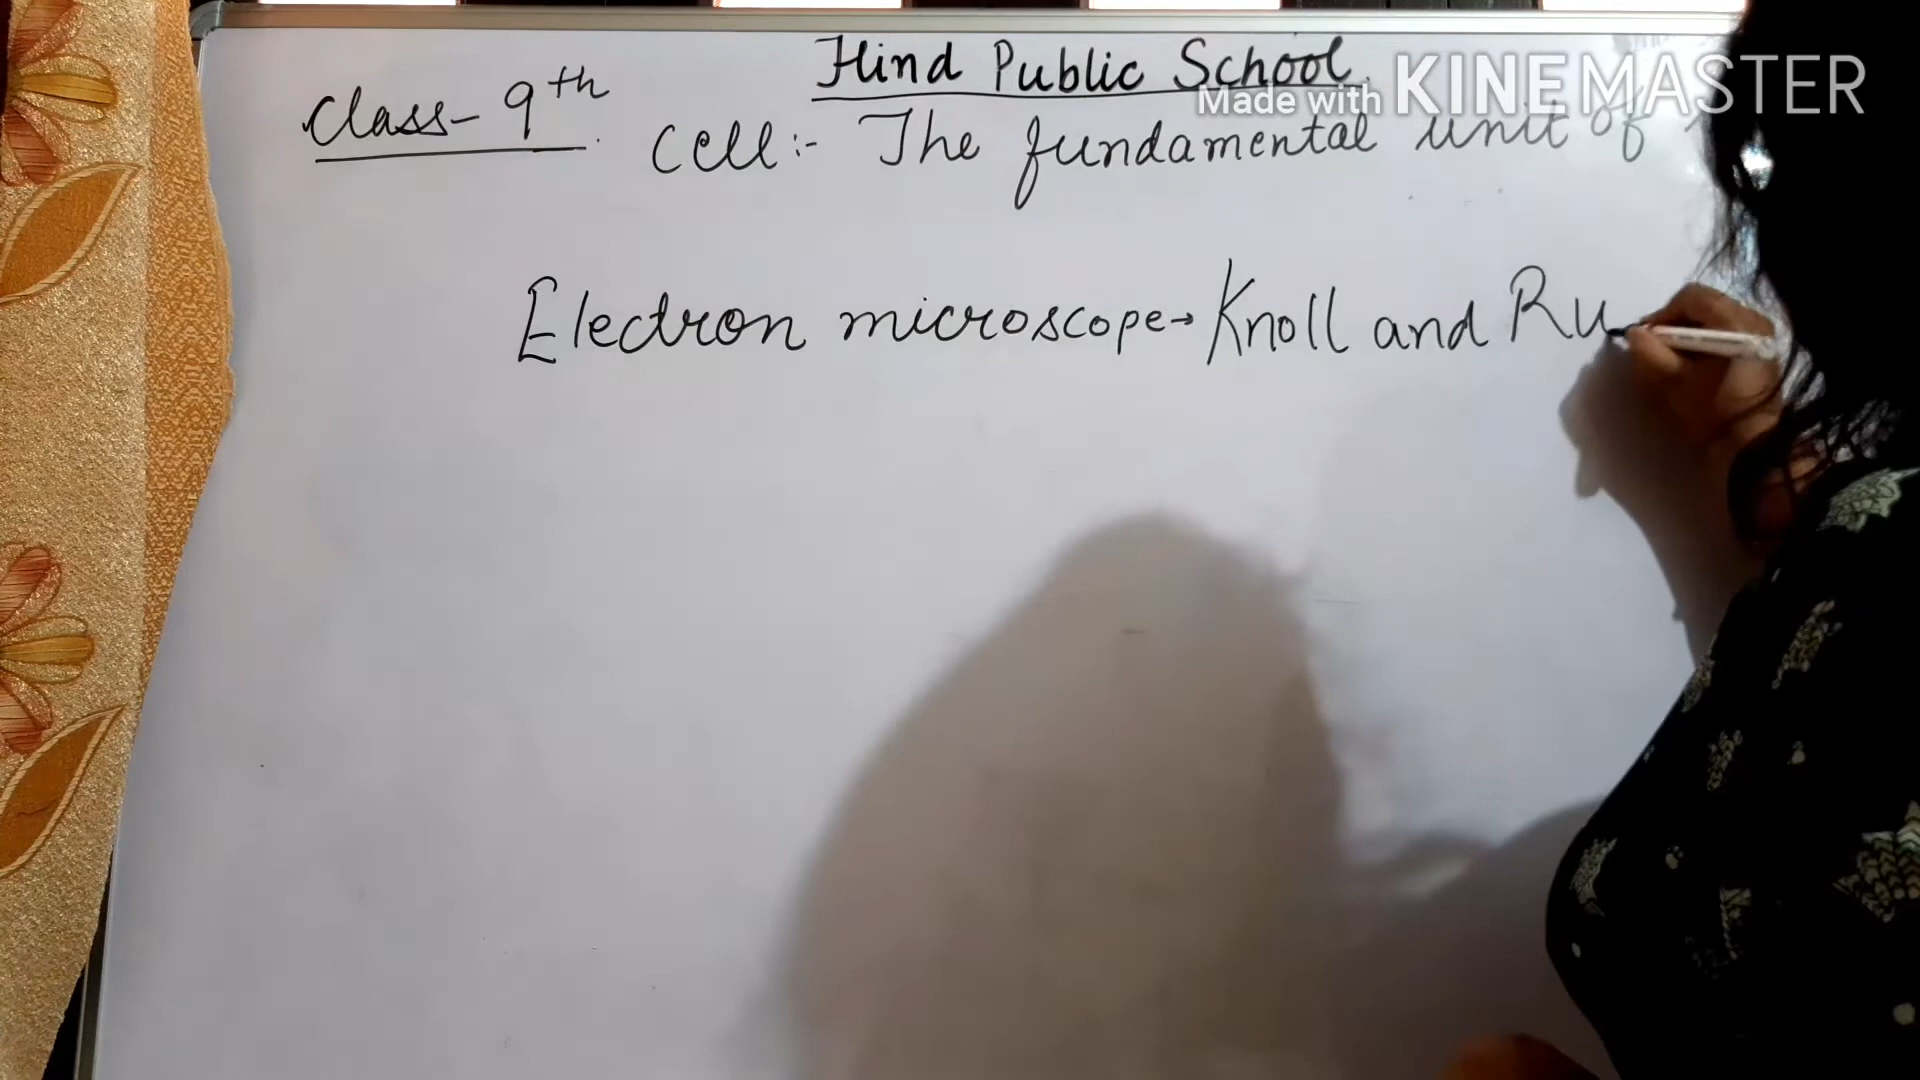 Hind Public School
Made with KINEMASTER
Class- 9th
Cell:- The fundamental unit of
Electron microscope→ Knoll and Ru